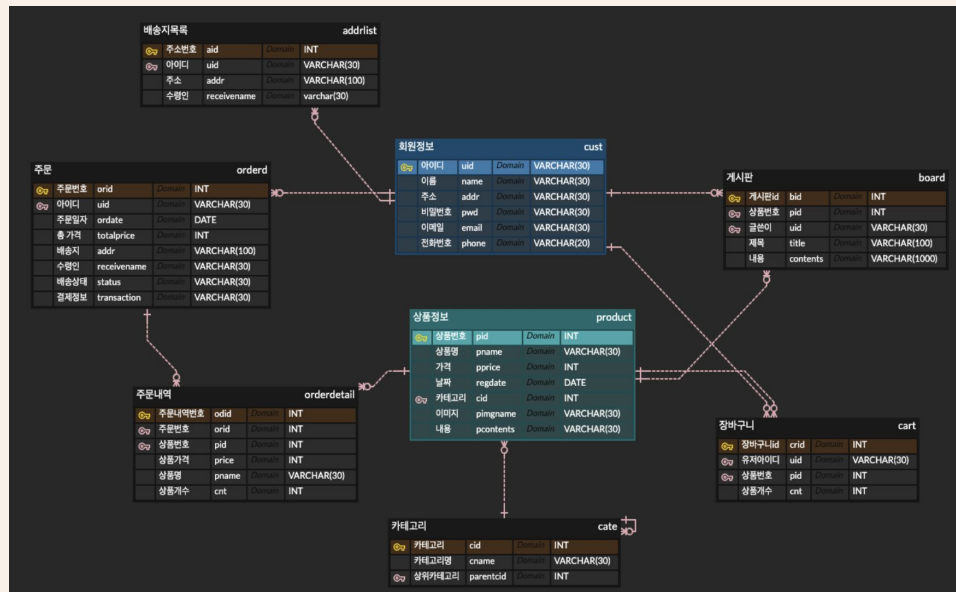 배송지목록 addrlist
주소번호 aid Domain INT
아이디 uid Domain VARCHAR(30)
주소 addr Domain VARCHAR(100)
수령인 receivename Domain varchar(30)
회원정보 cust
아이디 uid Domain VARCHAR(30)
이름 name Domain VARCHAR(30)
주소 addr Domain VARCHAR(30)
비밀번호 pwd Domain VARCHAR(30)
이메일 email Domain VARCHAR(30)
전화번호 phone Domain VARCHAR(20)
주문 orderd
주문번호 orid Domain INT
아이디 uid Domain VARCHAR(30)
주문일자 ordate Domain DATE
총 가격 totalprice Domain INT
배송지 addr Domain VARCHAR(100)
수령인 receivename Domain VARCHAR(30)
배송상태 status Domain VARCHAR(30)
결제정보 transaction Domain VARCHAR(30)
게시판 board
게시판id bid Domain INT
상품번호 pid Domain INT
글쓴이 uid Domain VARCHAR(30)
제목 title Domain VARCHAR(100)
내용 contents Domain VARCHAR(1000)
상품정보 product
상품번호 pid Domain INT
상품명 pname Domain VARCHAR(30)
가격 pprice Domain INT
날짜 regdate Domain DATE
카테고리 cid Domain INT
이미지 pimgname Domain VARCHAR(30)
내용 pcontents Domain VARCHAR(30)
주문내역 orderdetail
주문내역번호 odid Domain INT
주문번호 orid Domain INT
상품번호 pid Domain INT
상품가격 price Domain INT
상품명 pname Domain VARCHAR(30)
상품개수 cnt Domain INT
장바구니 cart
장바구니id crid Domain INT
유저아이디 uid Domain VARCHAR(30)
상품번호 pid Domain INT
상품개수 cnt Domain INT
카테고리 cate
카테고리 cid Domain INT
카테고리명 cname Domain VARCHAR(30)
상위카테고리 parentcid Domain INT